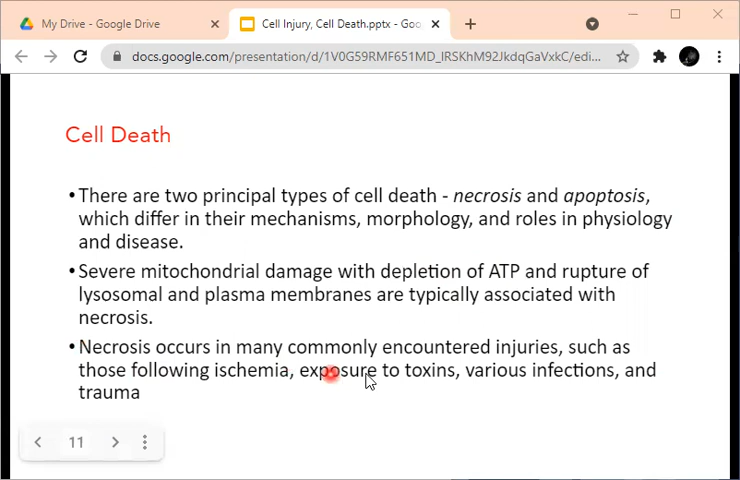 My Drive - Google Drive
Cell Injury, Cell Death.pptx - Goo
docs.google.com/presentation/d/1V0G59RMF651MD_lRSKhM92JkdqGaVxkC/edi...
Cell Death
•There are two principal types of cell death - necrosis and apoptosis,
which differ in their mechanisms, morphology, and roles in physiology
and disease.
•Severe mitochondrial damage with depletion of ATP and rupture of
lysosomal and plasma membranes are typically associated with
necrosis.
•Necrosis occurs in many commonly encountered injuries, such as
those following ischemia, exposure to toxins, various infections, and
trauma
11